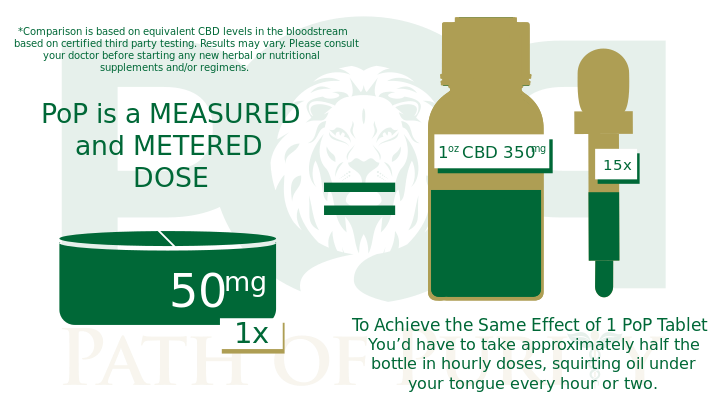 *Comparison is based on equivalent CBD levels in the bloodstream
based on certified third party testing. Results may vary. Please consult
your doctor before starting any new herbal or nutritional
supplements and/or regimens.
PoP is a MEASURED
and METERED
DOSE
50mg
1x
1oz CBD 350mg
15x
To Achieve the Same Effect of 1 PoP Tablet
You’d have to take approximately half the
bottle in hourly doses, squirting oil under
your tongue every hour or two.
PATH OF